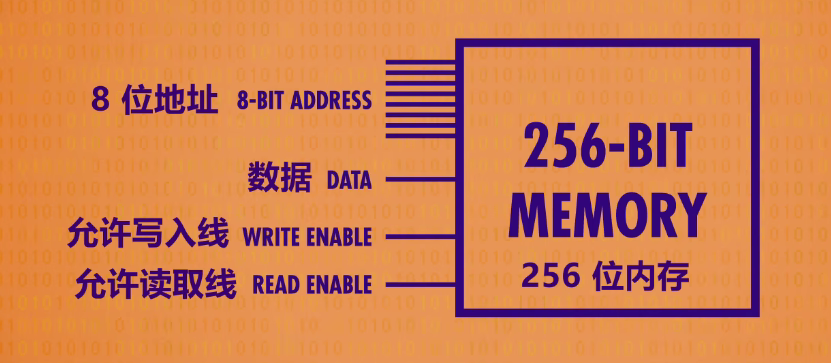 8 位地址 8-BIT ADDRESS
数据 DATA
允许写入线 WRITE ENABLE
允许读取线 READ ENABLE
256-BIT
MEMORY
256 位内存